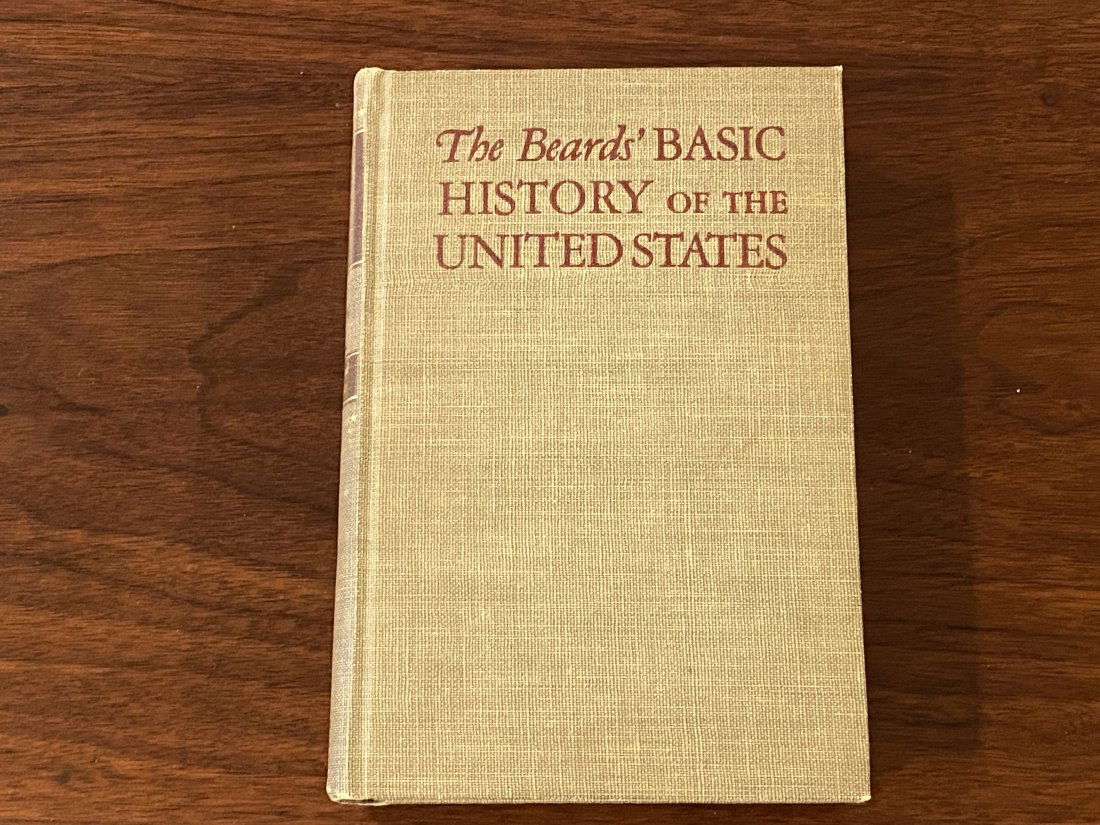 The Beards' BASIC
HISTORY OF THE
UNITED STATES